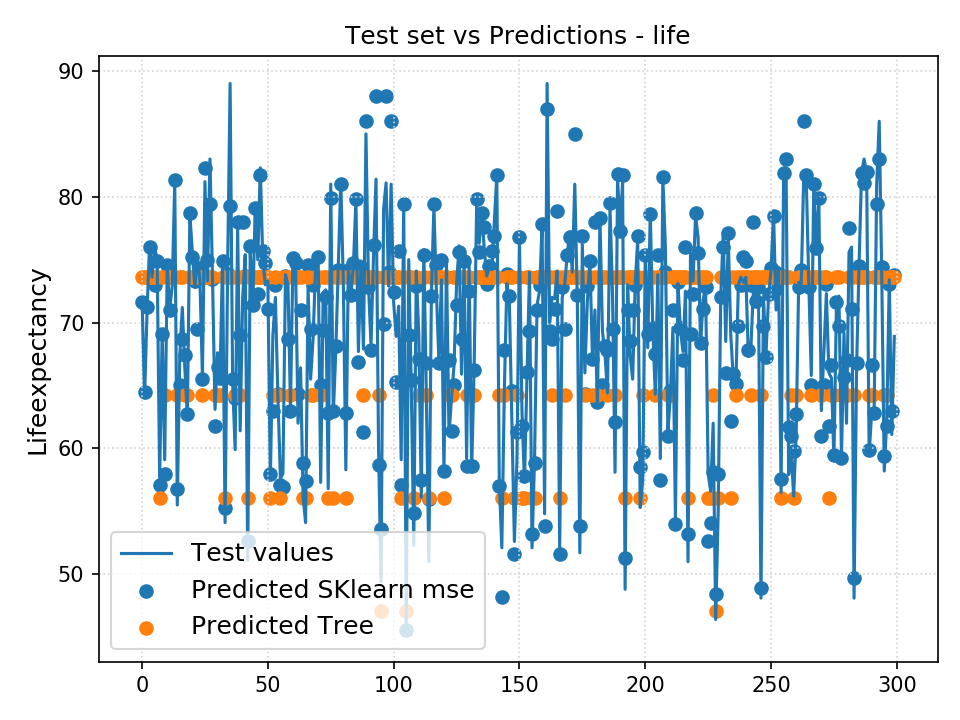 Test set vs Predictions - life
90
80
70
60
50
Lifeexpectancy
Test values
Predicted SKlearn mse
Predicted Tree
0
50
100
150
200
250
300